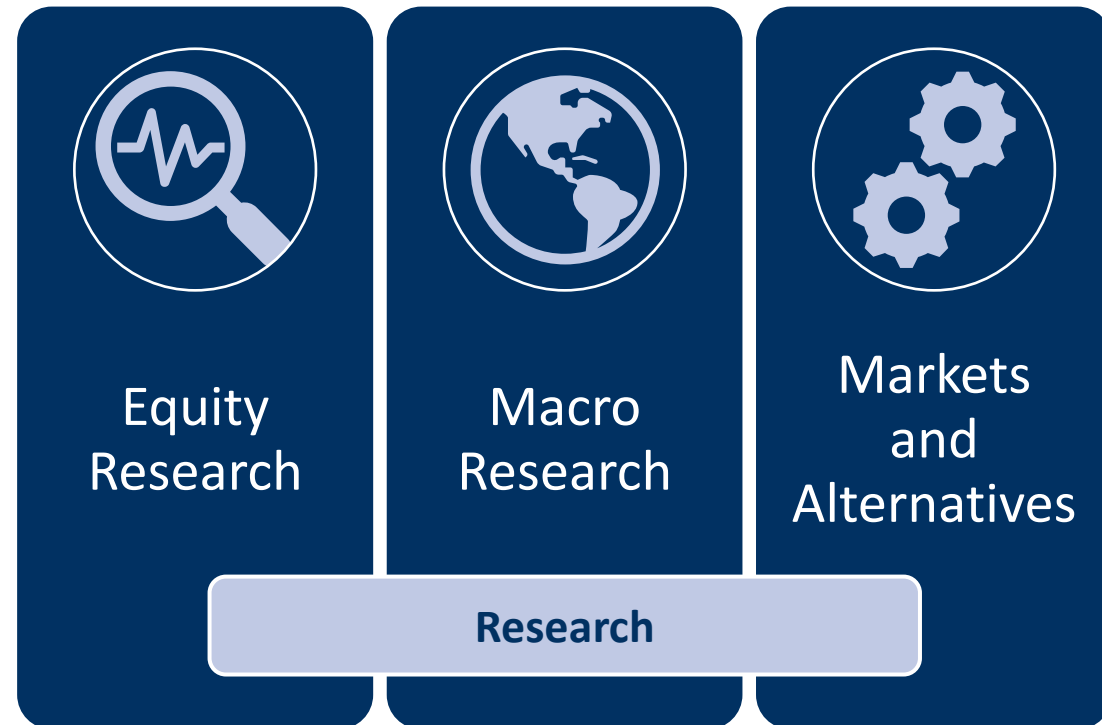 Equity
Research
Macro
Research
Markets
and
Alternatives
Research